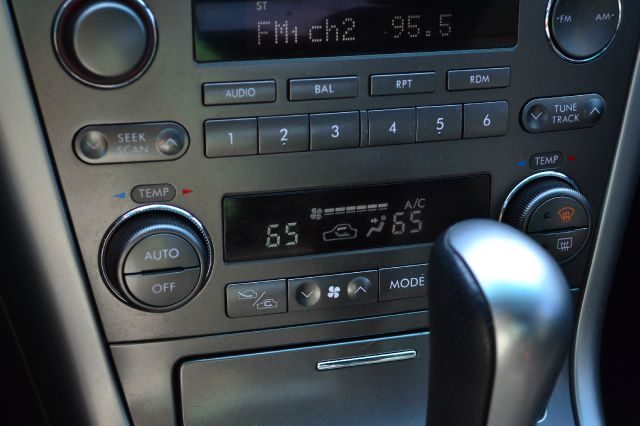 ST
FM1 ch2 95.5
FM AM
AUDIO BAL RPT RDM
1 2 3 4 5 6
SEEK
SCAN
TUNE
TRACK
TEMP
TEMP
A/C
65 65
AUTO
OFF
MODE